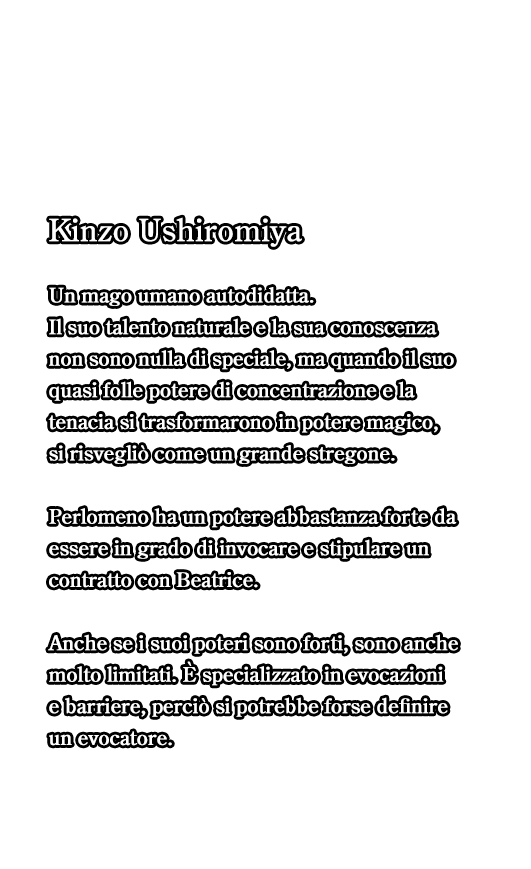 Kinzo Ushiromiya
Un mago umano autodidatta.
Il suo talento naturale e la sua conoscenza
non sono nulla di speciale, ma quando il suo
quasi folle potere di concentrazione e la
tenacia si trasformarono in potere magico,
si risvegliò come un grande stregone.
Perlomeno ha un potere abbastanza forte da
essere in grado di invocare e stipulare un
contratto con Beatrice.
Anche se i suoi poteri sono forti, sono anche
molto limitati. È specializzato in evocazioni
e barriere, perciò si potrebbe forse definire
un evocatore.